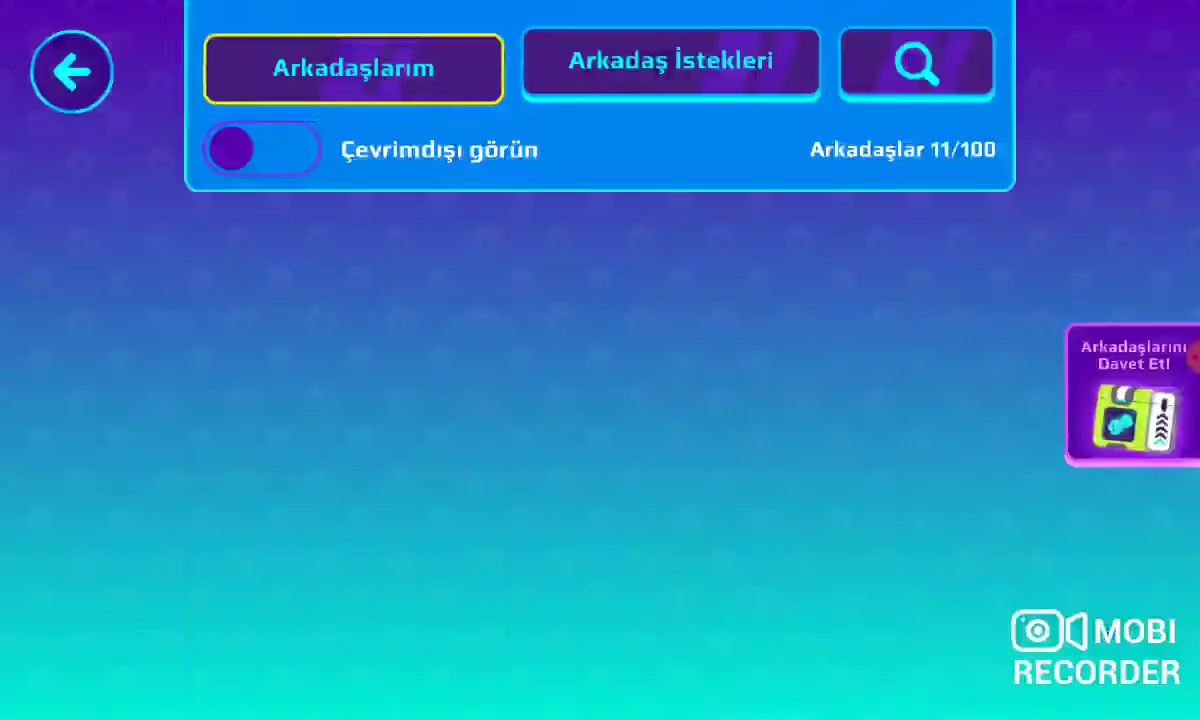 Arkadaşlarım
Arkadaş İstekleri
Çevrimdışı görün
Arkadaşlar 11/100
Arkadaşlarını
Davet Et!
MOBI
RECORDER